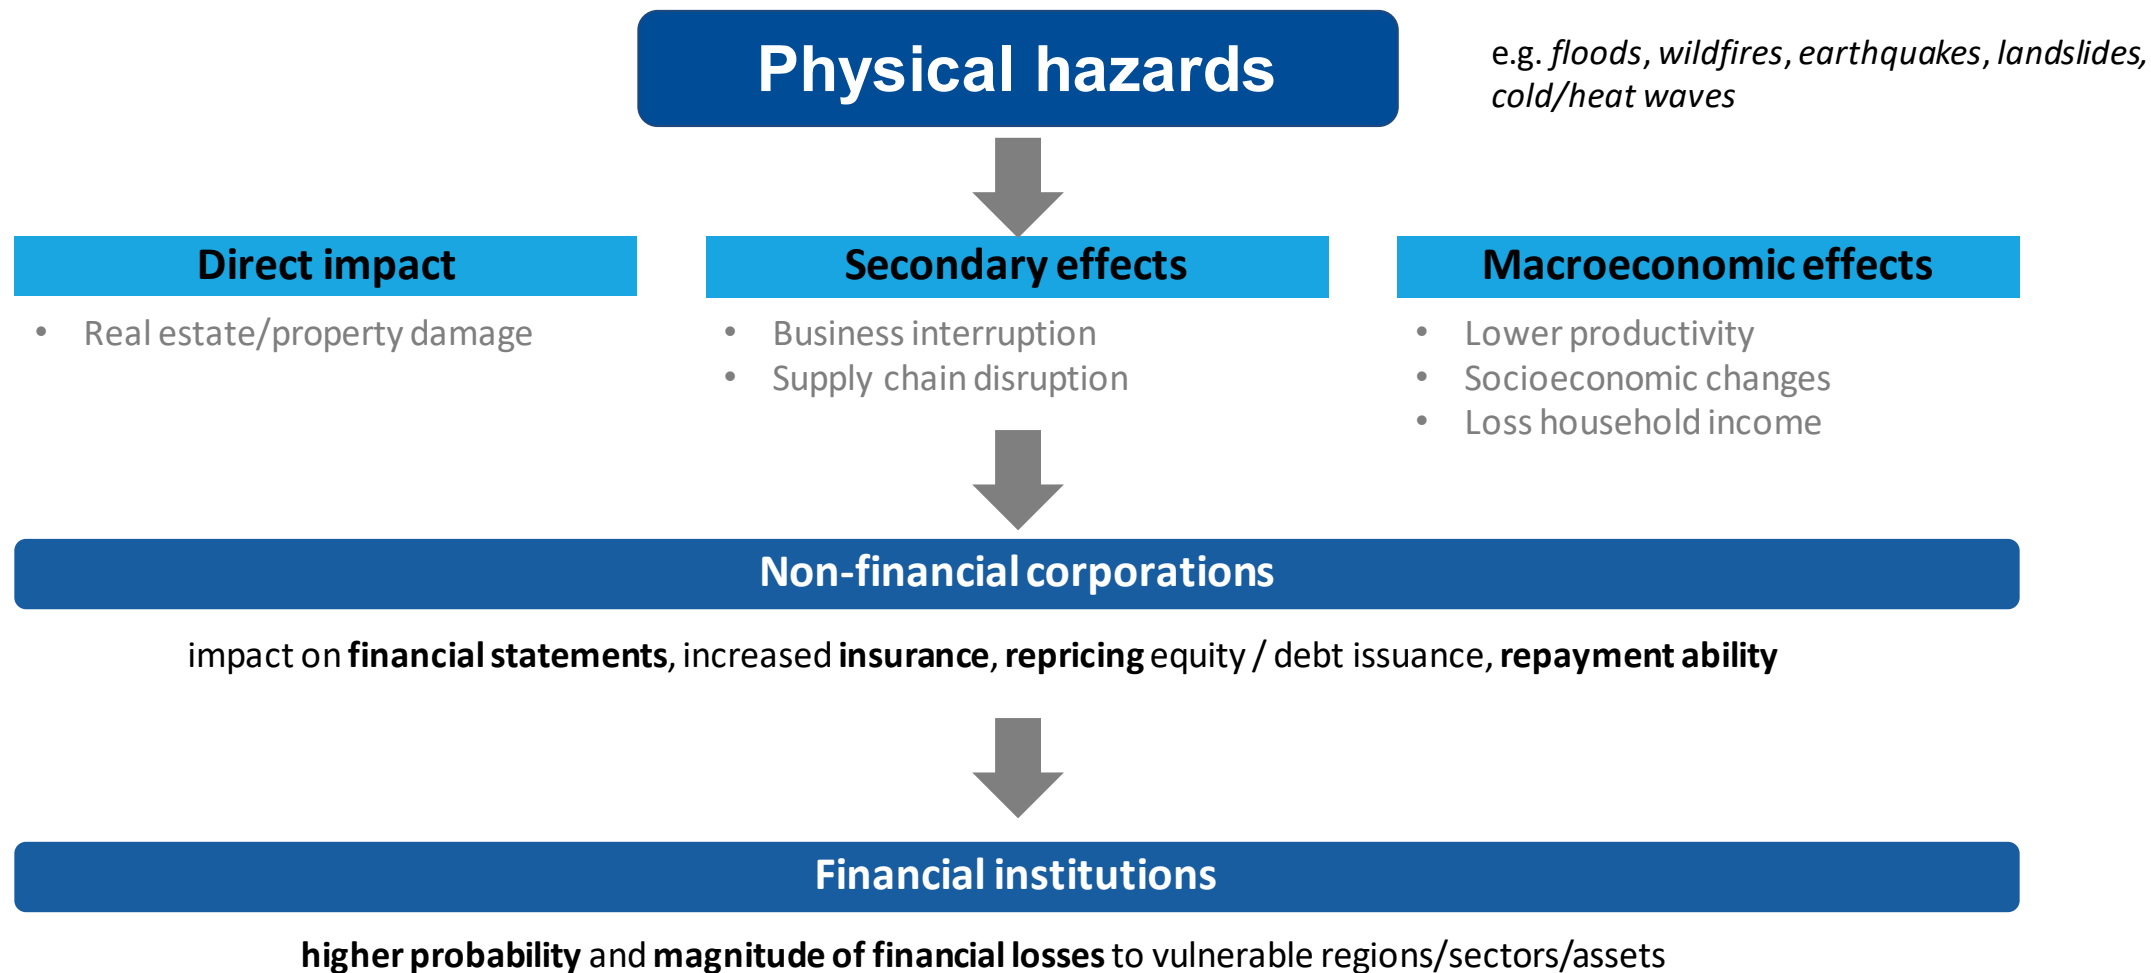 Physical hazards
e.g. floods, wildfires, earthquakes, landslides,
cold/heat waves
Direct impact
• Real estate/property damage
Secondary effects
• Business interruption
• Supply chain disruption
Macroeconomic effects
• Lower productivity
• Socioeconomic changes
• Loss household income
Non-financial corporations
impact on financial statements, increased insurance, repricing equity / debt issuance, repayment ability
Financial institutions
higher probability and magnitude of financial losses to vulnerable regions/sectors/assets